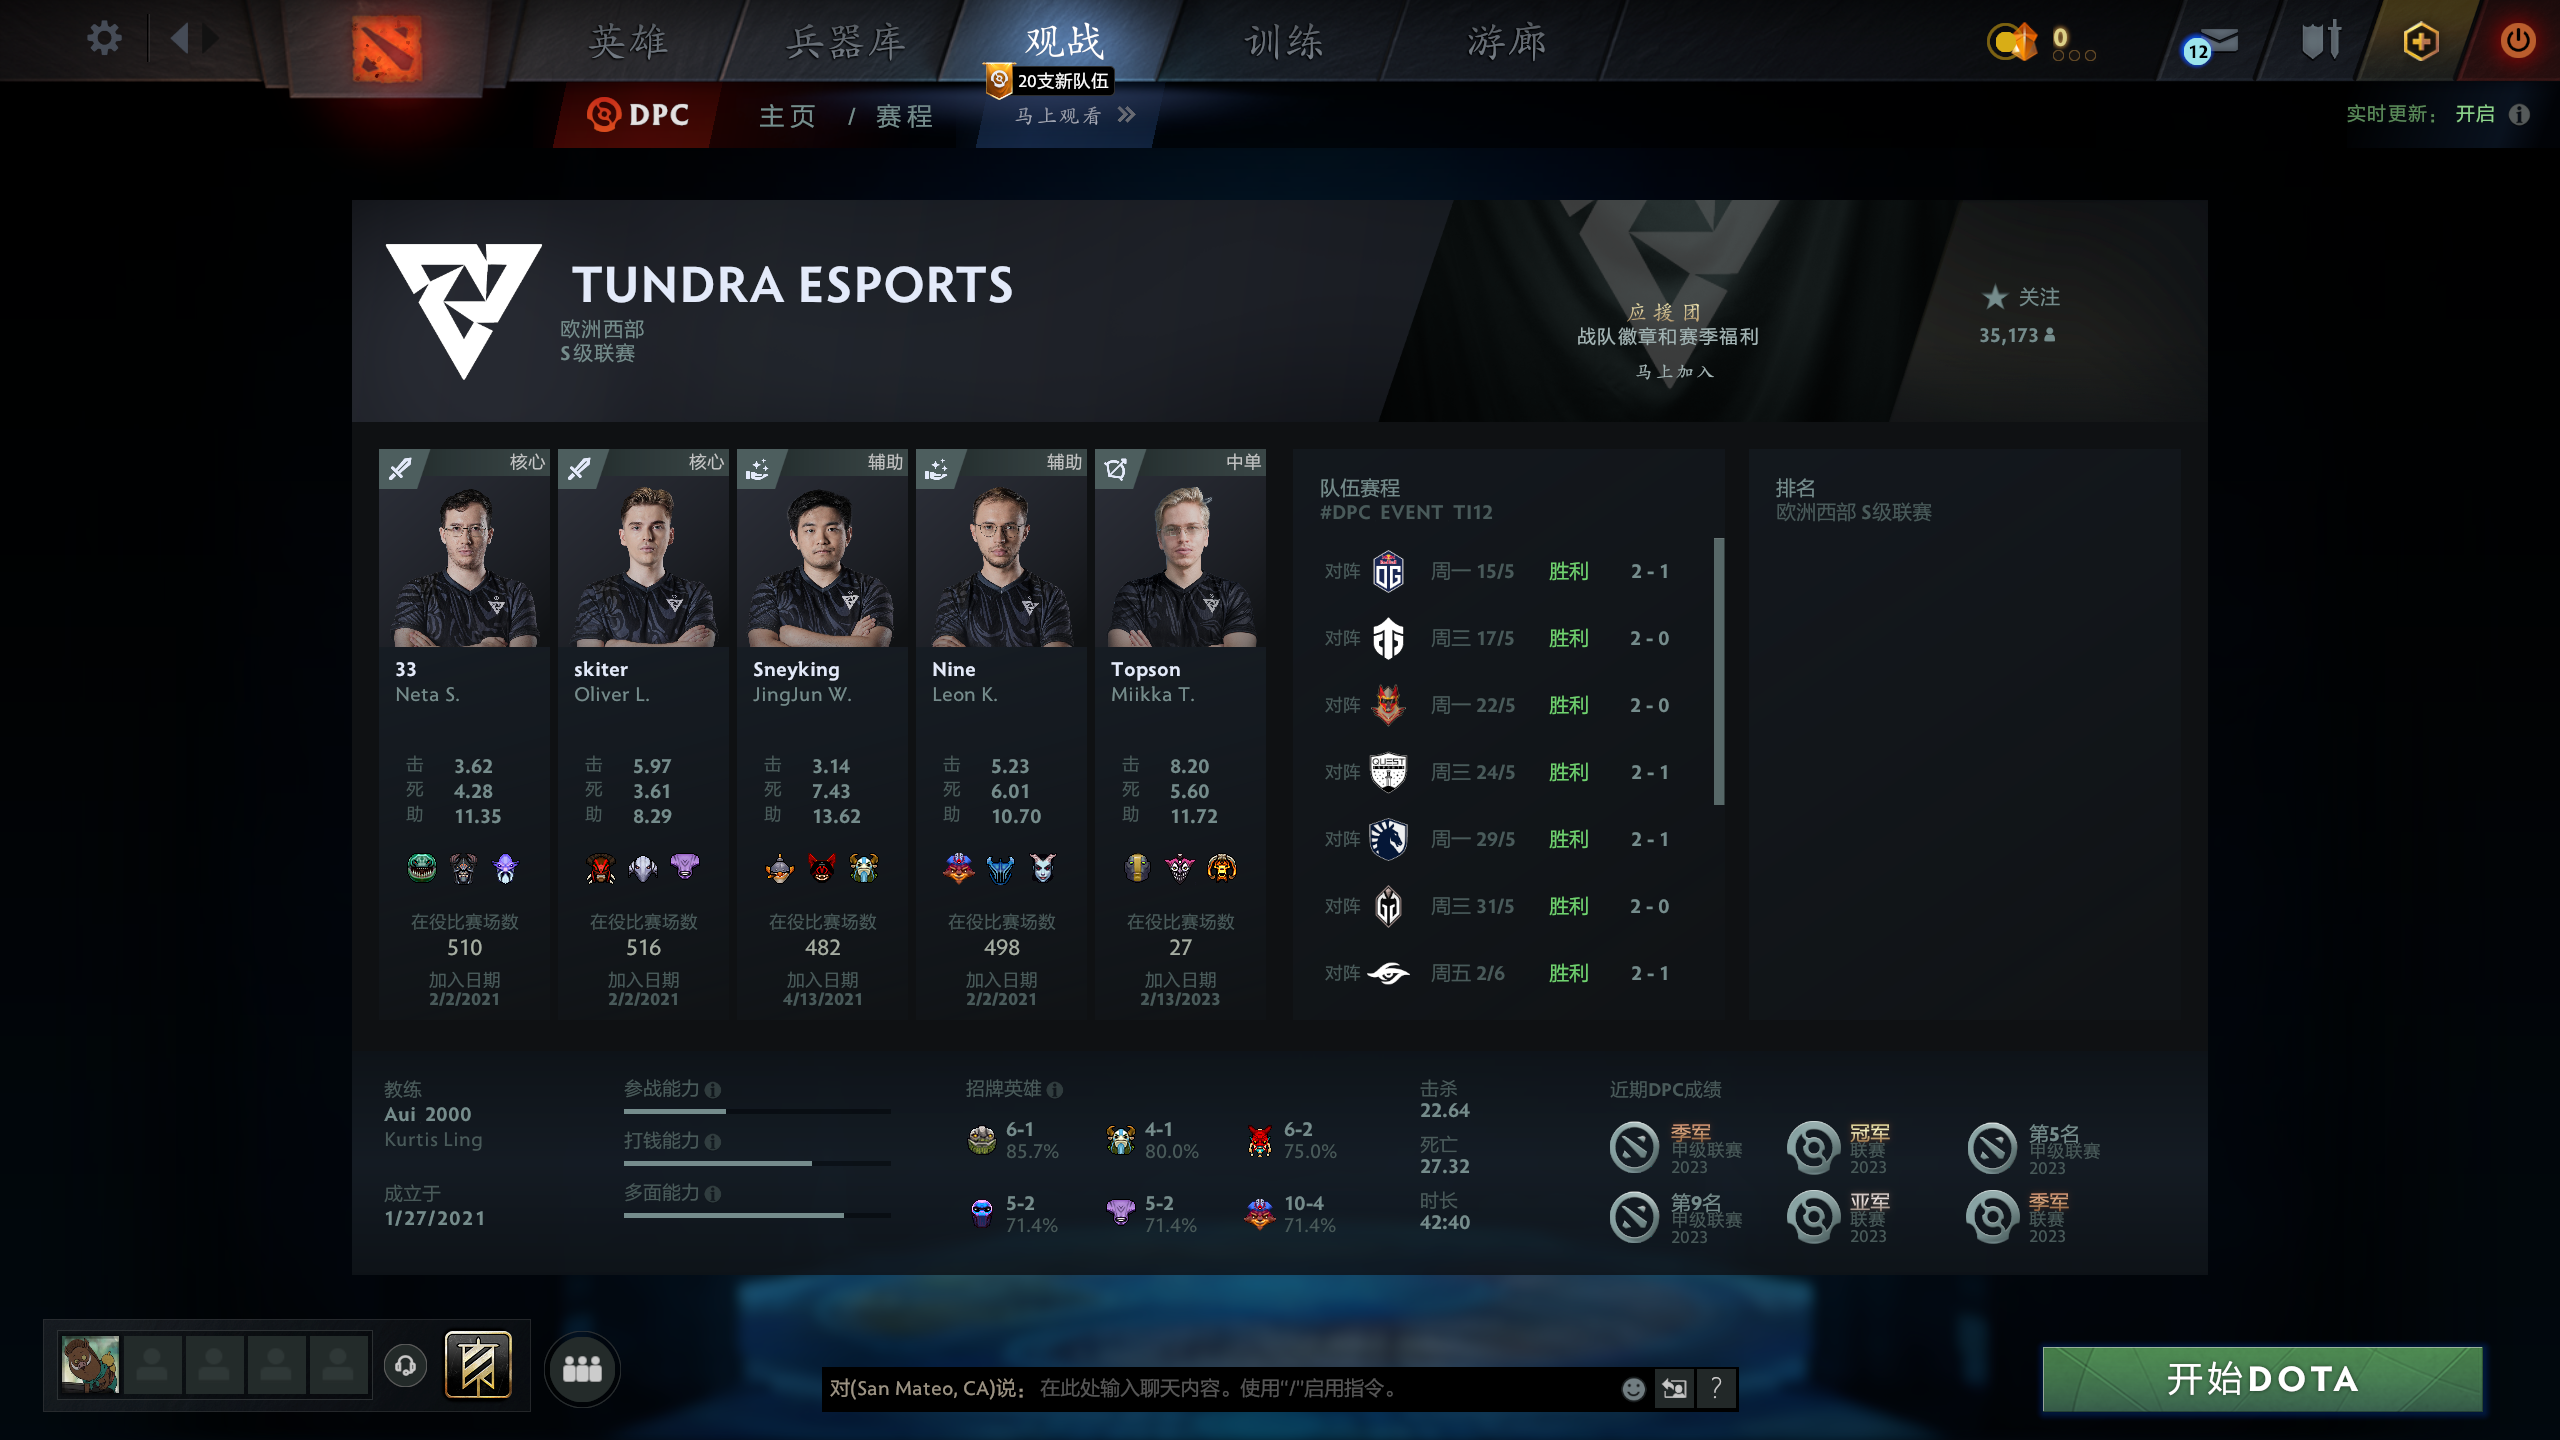 英雄
兵器库
观战
训练
游廊
0
12
20支新队伍
DPC
主页 / 赛程
马上观看
实时更新： 开启
TUNDRA ESPORTS
欧洲西部
S级联赛
应援团
战队徽章和赛季福利
马上加入
关注
35,173
核心
33
Neta S.
击 3.62
死 4.28
助 11.35
在役比赛场数
510
加入日期
2/2/2021
核心
skiter
Oliver L.
击 5.97
死 3.61
助 8.29
在役比赛场数
516
加入日期
2/2/2021
辅助
Sneyking
JingJun W.
击 3.14
死 7.43
助 13.62
在役比赛场数
482
加入日期
4/13/2021
辅助
Nine
Leon K.
击 5.23
死 6.01
助 10.70
在役比赛场数
498
加入日期
2/2/2021
中单
Topson
Miikka T.
击 8.20
死 5.60
助 11.72
在役比赛场数
27
加入日期
2/13/2023
队伍赛程
#DPC EVENT TI12
对阵 OG 周一 15/5 胜利 2 - 1
对阵 周三 17/5 胜利 2 - 0
对阵 周一 22/5 胜利 2 - 0
对阵 QUEST 周三 24/5 胜利 2 - 1
对阵 周一 29/5 胜利 2 - 1
对阵 周三 31/5 胜利 2 - 0
对阵 周五 2/6 胜利 2 - 1
排名
欧洲西部 S级联赛
教练
Aui 2000
Kurtis Ling
成立于
1/27/2021
参战能力
打钱能力
多面能力
招牌英雄
6-1
85.7%
4-1
80.0%
6-2
75.0%
5-2
71.4%
5-2
71.4%
10-4
71.4%
击杀
22.64
死亡
27.32
时长
42:40
近期DPC成绩
季军
甲级联赛
2023
冠军
联赛
2023
第5名
甲级联赛
2023
第9名
甲级联赛
2023
亚军
联赛
2023
季军
联赛
2023
对(San Mateo, CA)说： 在此处输入聊天内容。使用“/”启用指令。
?
开始DOTA